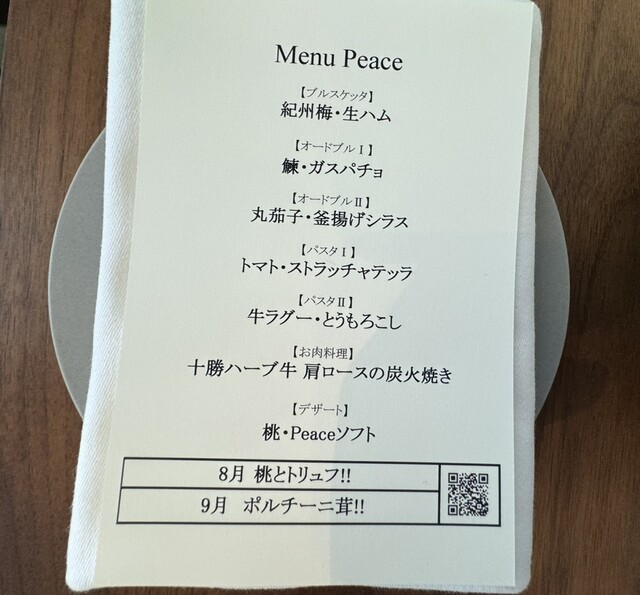 Menu Peace
【ブルスケッタ】
紀州梅・生ハム
【オードブルⅠ】
鰊・ガスパチョ
【オードブルⅡ】
丸茄子・釜揚げシラス
【パスタⅠ】
トマト・ストラッチャテッラ
【パスタⅡ】
牛ラグー・とうもろこし
【お肉料理】
十勝ハーブ牛 肩ロースの炭火焼き
【デザート】
桃・Peaceソフト
8月 桃とトリュフ!!
9月 ポルチーニ茸!!